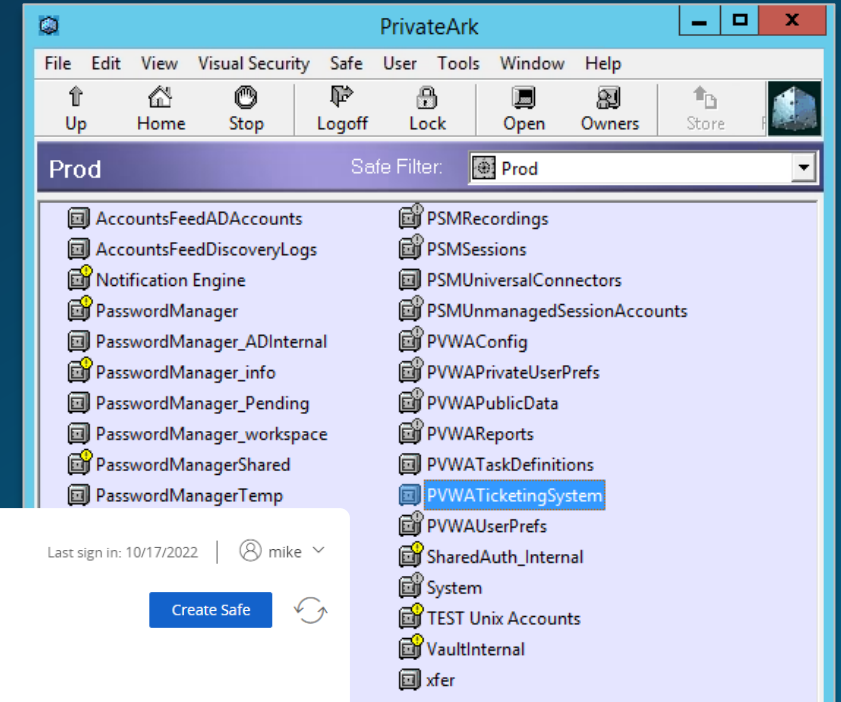 PrivateArk
File Edit View Visual Security Safe User Tools Window Help
Up Home Stop Logoff Lock Open Owners Store
Prod Safe Filter: Prod
AccountsFeedADAccounts
AccountsFeedDiscoveryLogs
Notification Engine
PasswordManager
PasswordManager_ADInternal
PasswordManager_info
PasswordManager_Pending
PasswordManager_workspace
PasswordManagerShared
PasswordManagerTemp
PSMRecordings
PSMSessions
PSMUniversalConnectors
PSMUnmanagedSessionAccounts
PVWAConfig
PVWAPrivateUserPrefs
PVWAPublicData
PVWAReports
PVWATaskDefinitions
PVWATicketingSystem
PVWAUserPrefs
SharedAuth_Internal
System
TEST Unix Accounts
VaultInternal
xfer
Last sign in: 10/17/2022 | mike
Create Safe